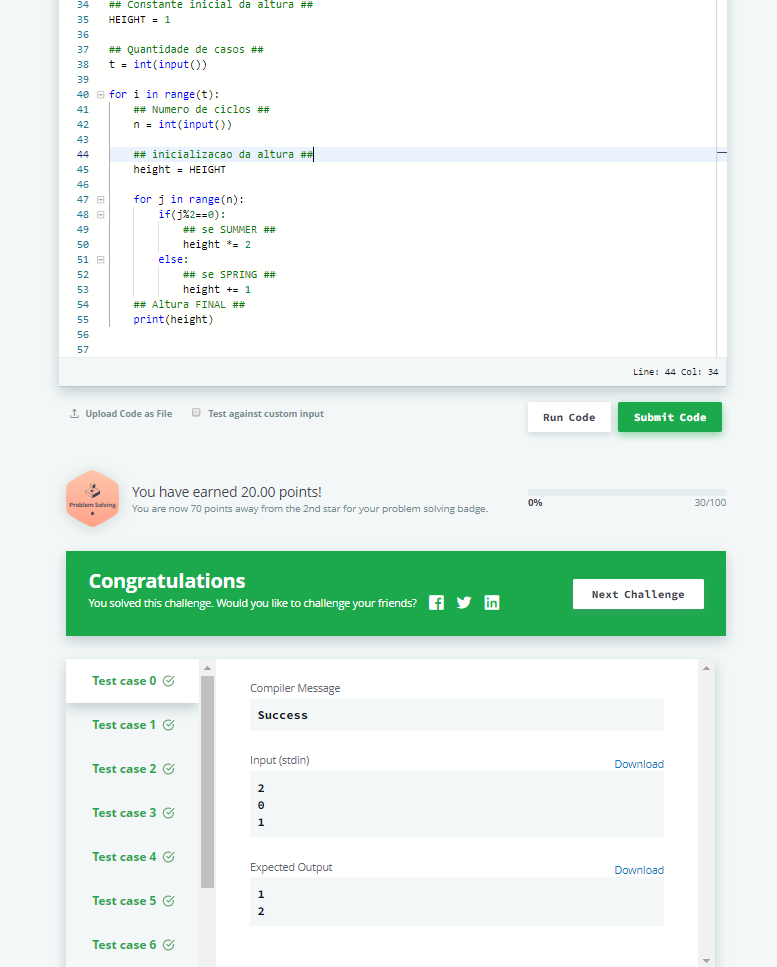 34 ## Constante inicial da altura ##
35 HEIGHT = 1
36
37 ## Quantidade de casos ##
38 t = int(input())
39
40 for i in range(t):
41 ## Numero de ciclos ##
42 n = int(input())
43
44 ## inicializacao da altura ##
45 height = HEIGHT
46
47 for j in range(n):
48 if(j%2==0):
49 ## se SUMMER ##
50 height *= 2
51 else:
52 ## se SPRING ##
53 height += 1
54 ## Altura FINAL ##
55 print(height)
56
57
Line: 44 Col: 34
Upload Code as File Test against custom input
Run Code Submit Code
Problem Solving
You have earned 20.00 points!
You are now 70 points away from the 2nd star for your problem solving badge.
0% 30/100
Congratulations
You solved this challenge. Would you like to challenge your friends?
Next Challenge
Test case 0
Test case 1
Test case 2
Test case 3
Test case 4
Test case 5
Test case 6
Compiler Message
Success
Input (stdin) Download
2
0
1
Expected Output Download
1
2